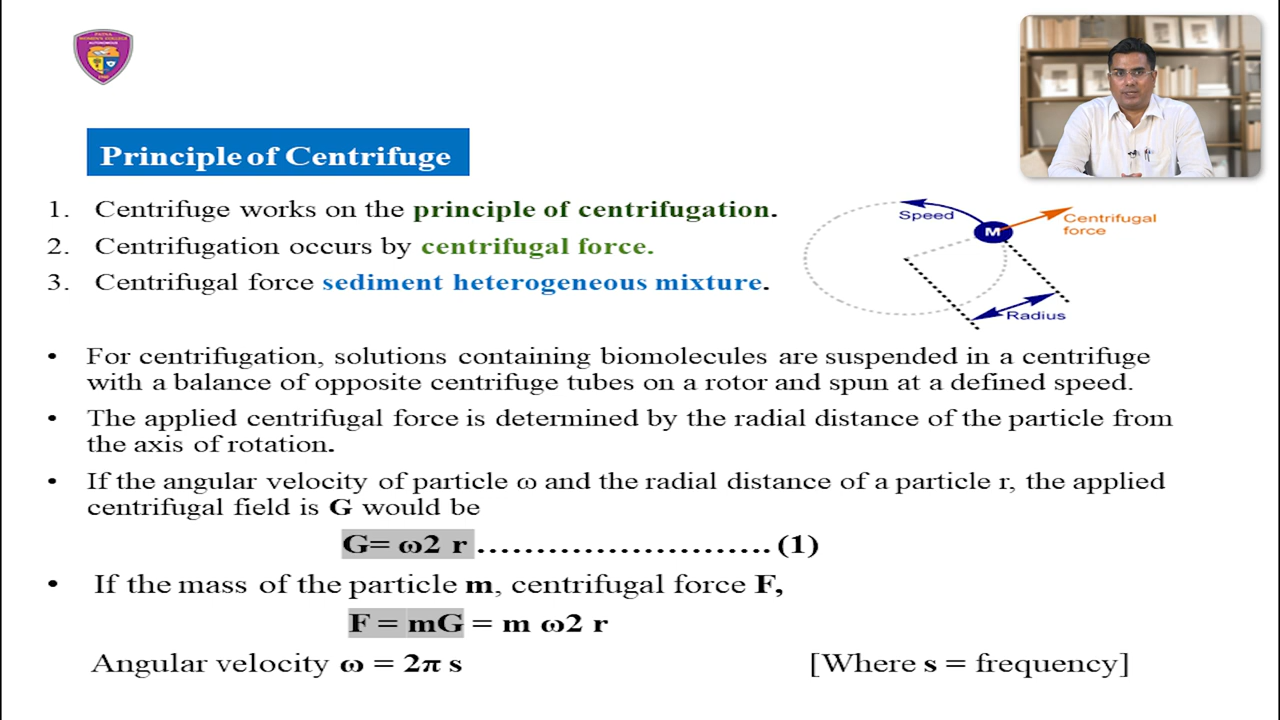 PATNA
WOMEN'S COLLEGE
AUTONOMOUS
Principle of Centrifuge
1. Centrifuge works on the principle of centrifugation.
2. Centrifugation occurs by centrifugal force.
3. Centrifugal force sediment heterogeneous mixture.
Speed
M
Centrifugal
force
Radius
• For centrifugation, solutions containing biomolecules are suspended in a centrifuge
with a balance of opposite centrifuge tubes on a rotor and spun at a defined speed.
• The applied centrifugal force is determined by the radial distance of the particle from
the axis of rotation.
• If the angular velocity of particle ω and the radial distance of a particle r, the applied
centrifugal field is G would be
G= ω2 r ......................... (1)
• If the mass of the particle m, centrifugal force F,
F = mG = m ω2 r
Angular velocity ω = 2π s [Where s = frequency]